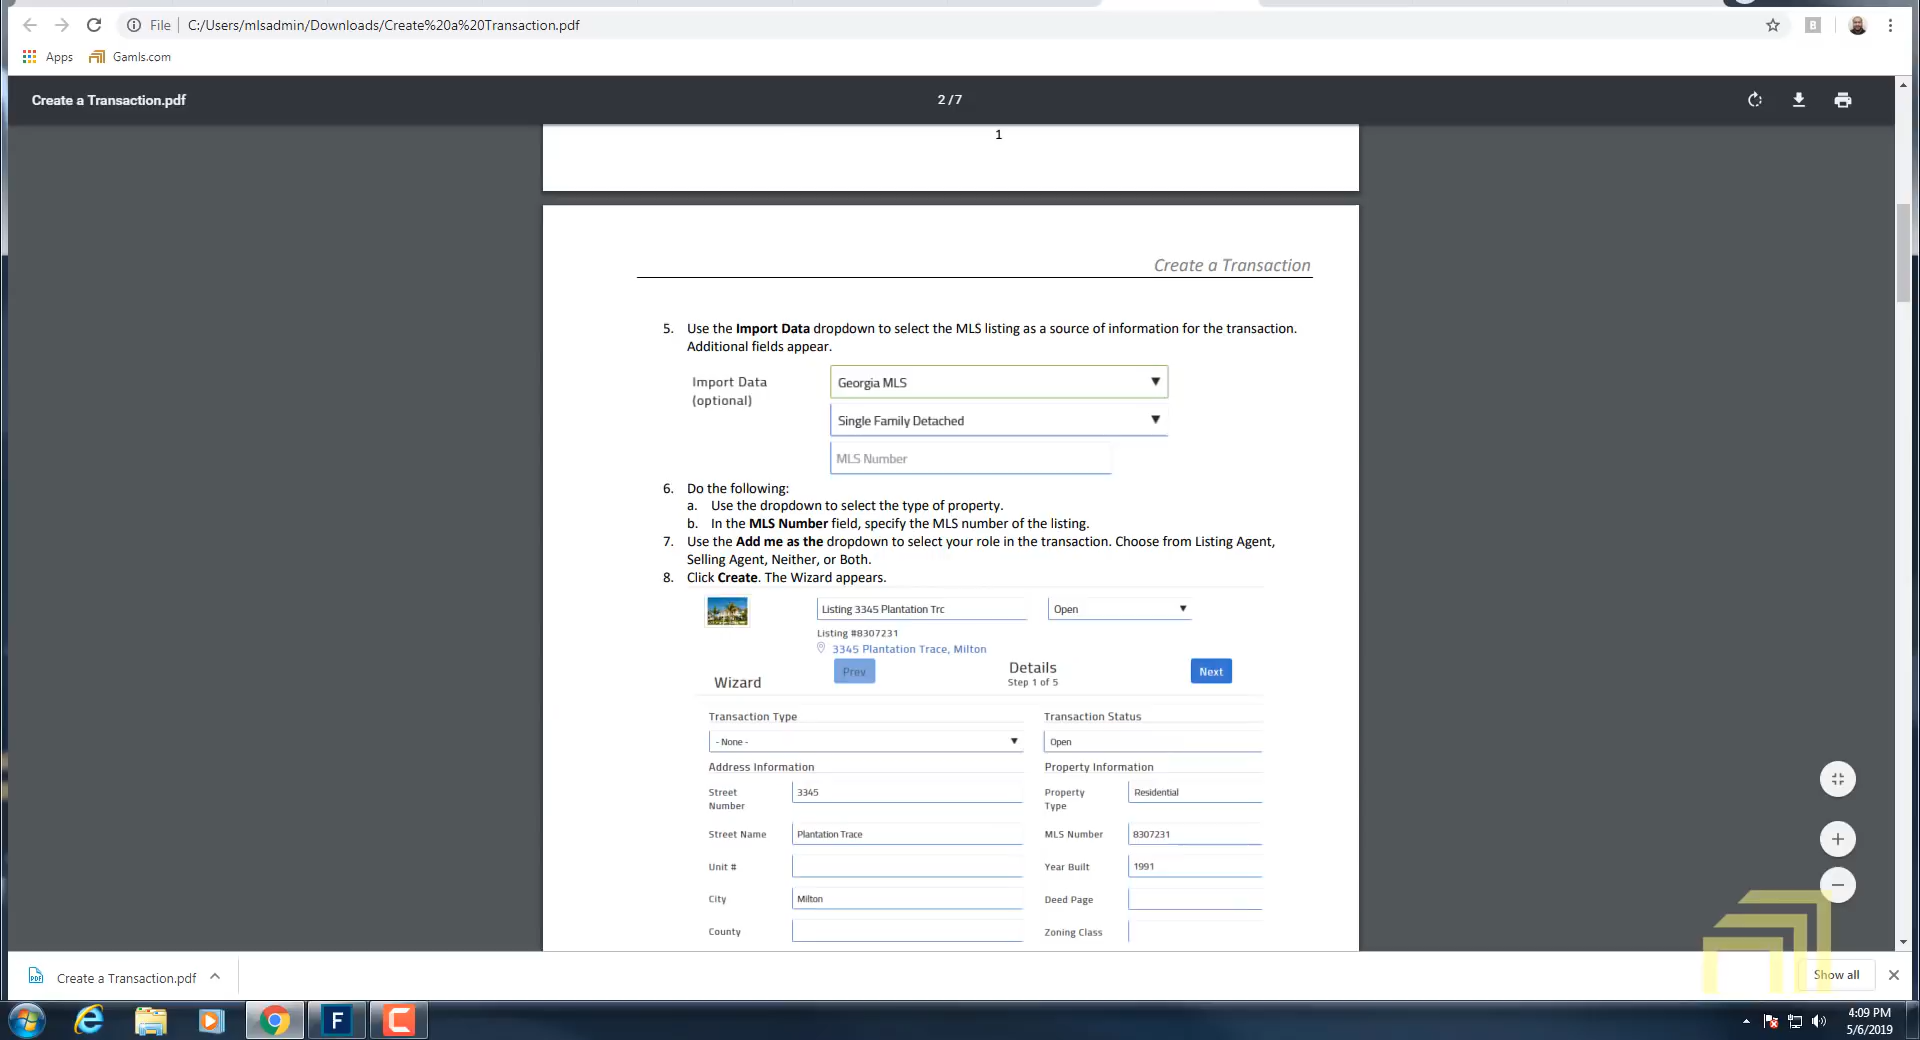 File C:/Users/mlsadmin/Downloads/Create%20a%20Transaction.pdf
B
Apps Gamls.com
Create a Transaction.pdf 2 / 7
1
Create a Transaction
5. Use the Import Data dropdown to select the MLS listing as a source of information for the transaction.
Additional fields appear.
Import Data
(optional)
Georgia MLS
Single Family Detached
MLS Number
6. Do the following:
a. Use the dropdown to select the type of property.
b. In the MLS Number field, specify the MLS number of the listing.
7. Use the Add me as the dropdown to select your role in the transaction. Choose from Listing Agent,
Selling Agent, Neither, or Both.
8. Click Create. The Wizard appears.
Listing 3345 Plantation Trc Open
Listing #8307231
3345 Plantation Trace, Milton
Wizard Prev Details Next
Step 1 of 5
Transaction Type Transaction Status
- None - Open
Address Information Property Information
Street Number 3345 Property Type Residential
Street Name Plantation Trace MLS Number 8307231
Unit # Year Built 1991
City Milton Deed Page
County Zoning Class
PDF Create a Transaction.pdf Show all
F C
4:09 PM
5/6/2019